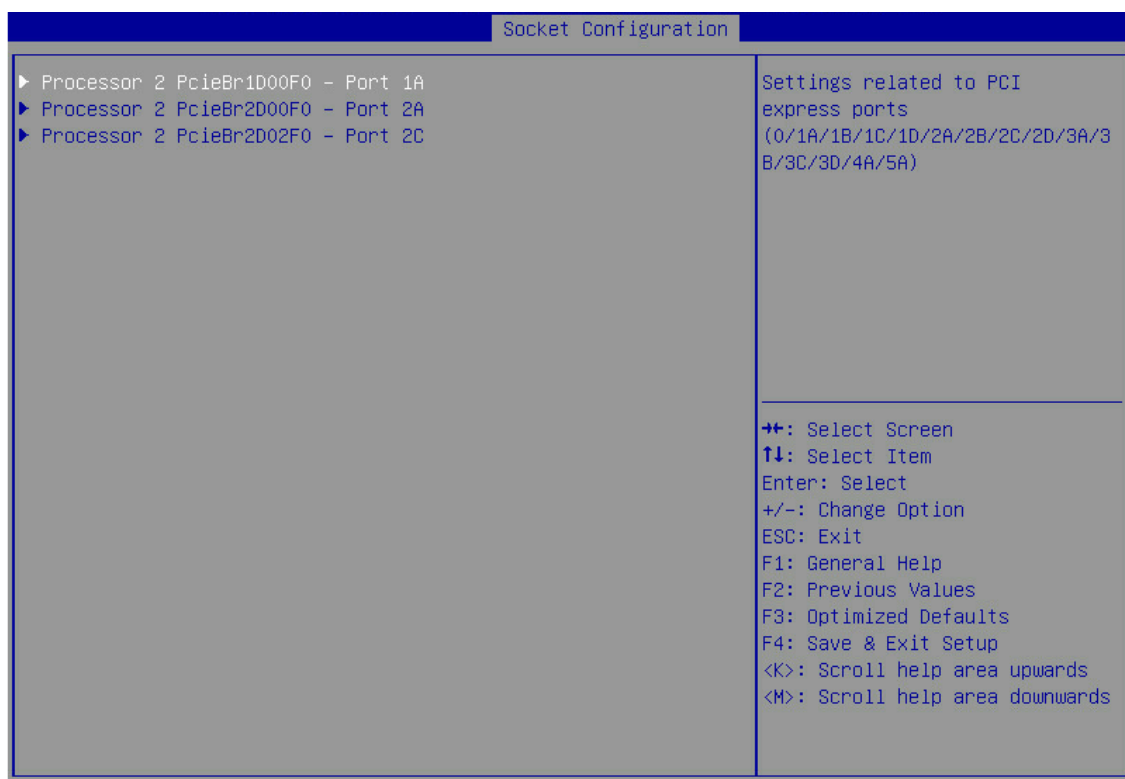 Socket Configuration
▶ Processor 2 PcieBr1D00F0 - Port 1A
▶ Processor 2 PcieBr2D00F0 - Port 2A
▶ Processor 2 PcieBr2D02F0 - Port 2C
Settings related to PCI
express ports
(0/1A/1B/1C/1D/2A/2B/2C/2D/3A/3
B/3C/3D/4A/5A)
→←: Select Screen
↑↓: Select Item
Enter: Select
+/-: Change Option
ESC: Exit
F1: General Help
F2: Previous Values
F3: Optimized Defaults
F4: Save & Exit Setup
<K>: Scroll help area upwards
<M>: Scroll help area downwards